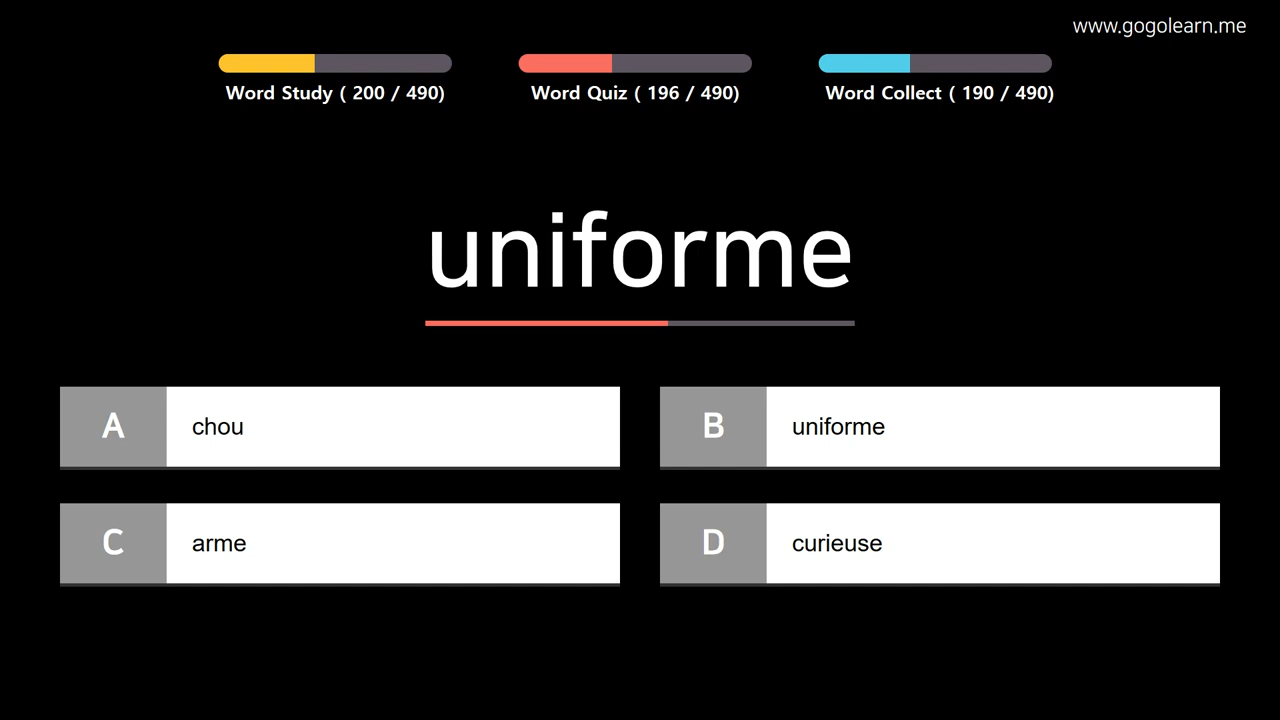 www.gogolearn.me
Word Study ( 200 / 490)
Word Quiz ( 196 / 490)
Word Collect ( 190 / 490)
uniforme
A chou
B uniforme
C arme
D curieuse